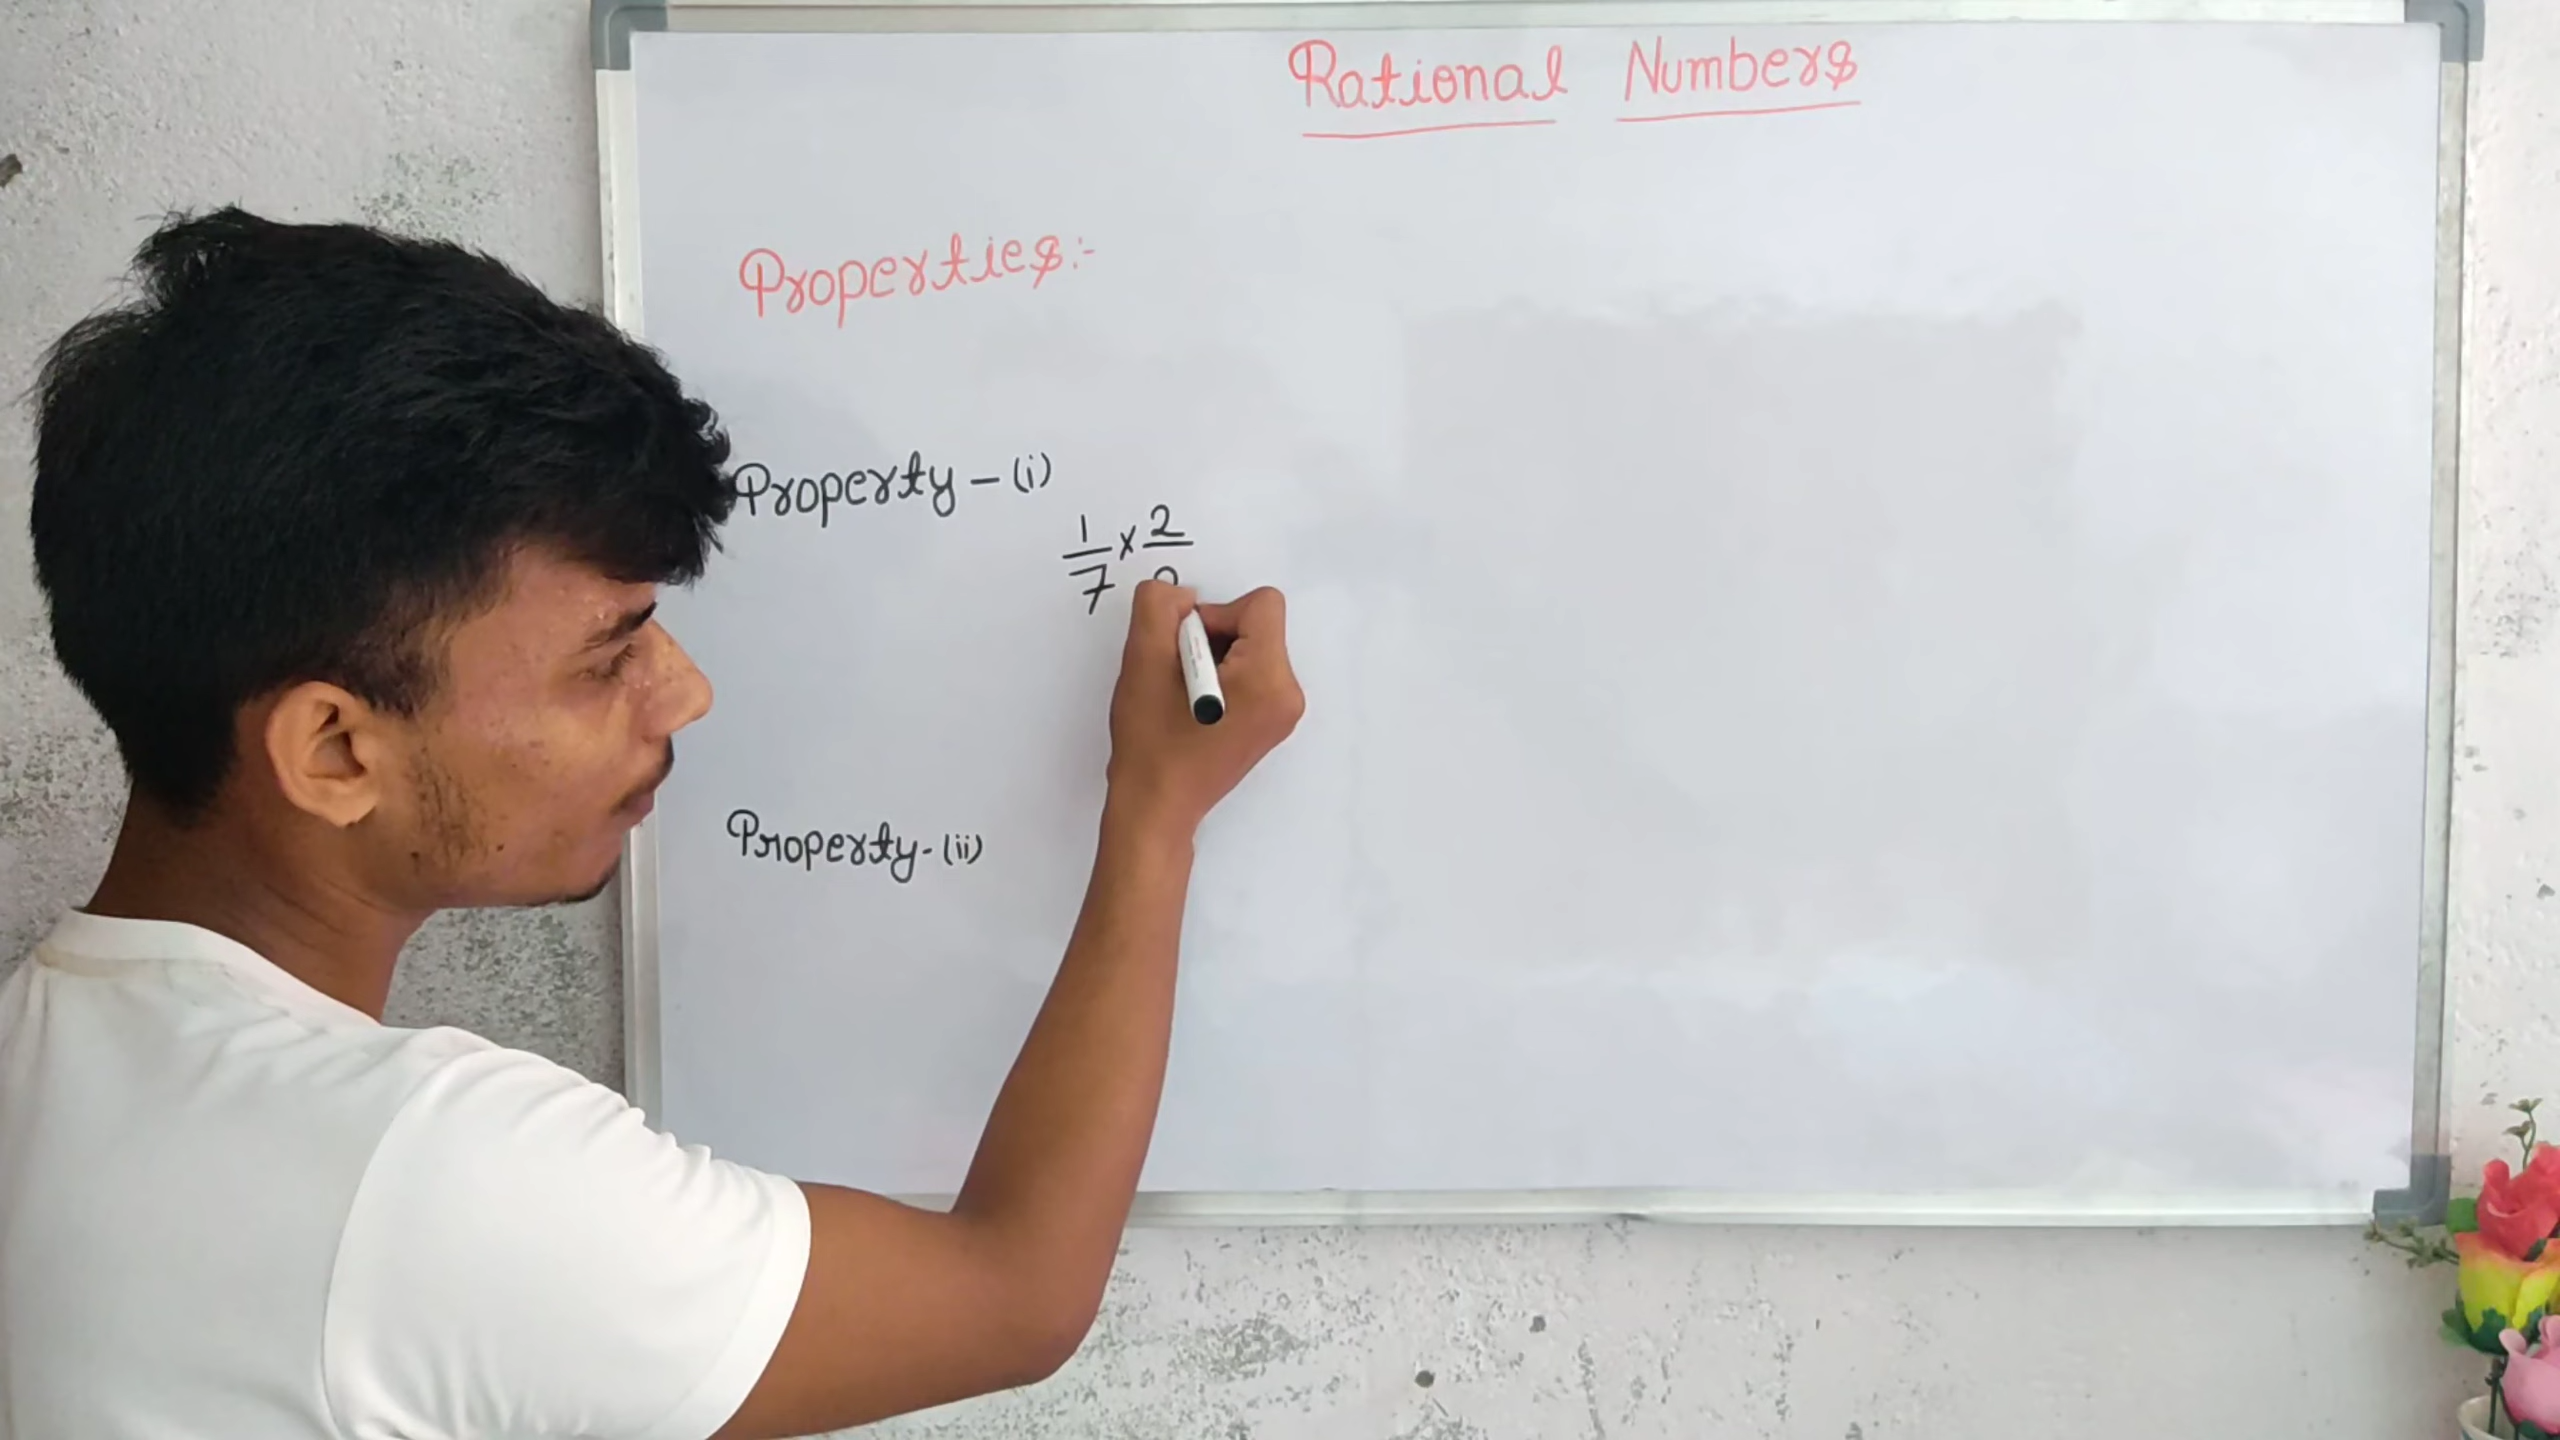 Rational Numbers
Properties:-
Property - (i)
1/7 × 2/
Property - (ii)